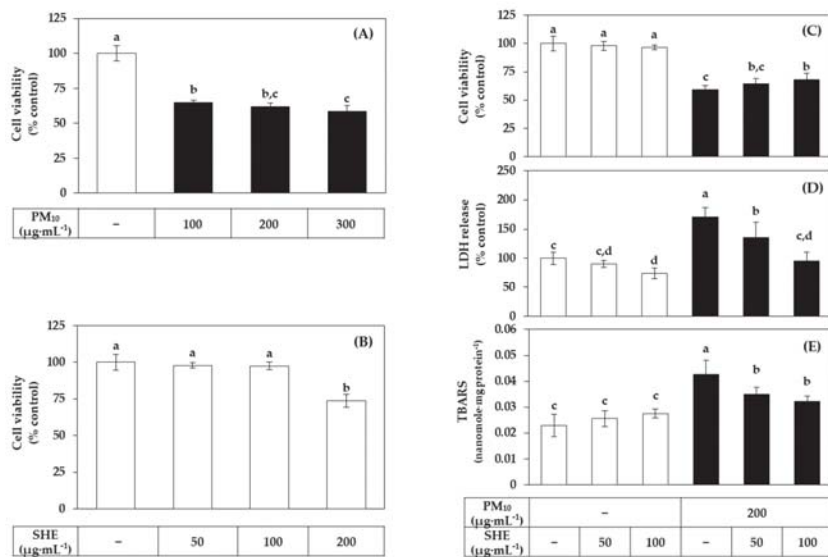 (A)
Cell viability
(% control)
125
100
75
50
25
0
a
b
b,c
c
PM₁₀
(µg·mL⁻¹)
– 100 200 300
(B)
Cell viability
(% control)
125
100
75
50
25
0
a
a
a
b
SHE
(µg·mL⁻¹)
– 50 100 200
(C)
Cell viability
(% control)
125
100
75
50
25
0
a
a
a
c
b,c
b
(D)
LDH release
(% control)
250
200
150
100
50
0
c
c,d
d
a
b
c,d
(E)
TBARS
(nanomole·mg protein⁻¹)
0.06
0.05
0.04
0.03
0.02
0.01
0
c
c
c
a
b
b
PM₁₀
(µg·mL⁻¹)
– 200
SHE
(µg·mL⁻¹)
– 50 100 – 50 100